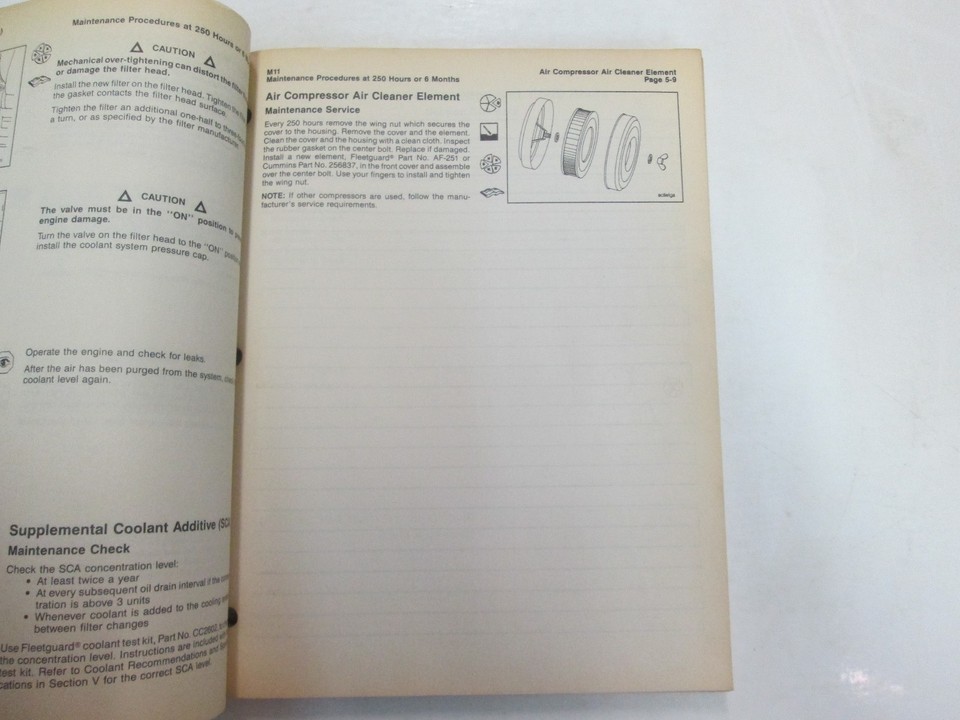 Maintenance Procedures at 250 Hours or 6
CAUTION
Mechanical over-tightening can distort the
or damage the filter head.
Install the new filter on the filter head. Tighten the
the gasket contacts the filter head surface.
Tighten the filter an additional one-half to
a turn, or as specified by the filter manufacturer.
CAUTION
The valve must be in the "ON" position to
engine damage.
Turn the valve on the filter head to the "ON"
install the coolant system pressure cap.
Operate the engine and check for leaks.
After the air has been purged from the system,
coolant level again.
Supplemental Coolant Additive (SCA
Maintenance Check
Check the SCA concentration level:
• At least twice a year
• At every subsequent oil drain interval if the
tration is above 3 units
• Whenever coolant is added to the cooling
between filter changes
Use Fleetguard® coolant test kit, Part No. CC2602,
the concentration level. Instructions are included
test kit. Refer to Coolant Recommendations and
cations in Section V for the correct SCA level.
M11
Maintenance Procedures at 250 Hours or 6 Months
Air Compressor Air Cleaner Element
Page 5-9
Air Compressor Air Cleaner Element
Maintenance Service
Every 250 hours remove the wing nut which secures the
cover to the housing. Remove the cover and the element.
Clean the cover and the housing with a clean cloth. Inspect
the rubber gasket on the center bolt. Replace if damaged.
Install a new element, Fleetguard® Part No. AF-251 or
Cummins Part No. 256837, in the front cover and assemble
over the center bolt. Use your fingers to install and tighten
the wing nut.
NOTE: If other compressors are used, follow the manu-
facturer's service requirements.